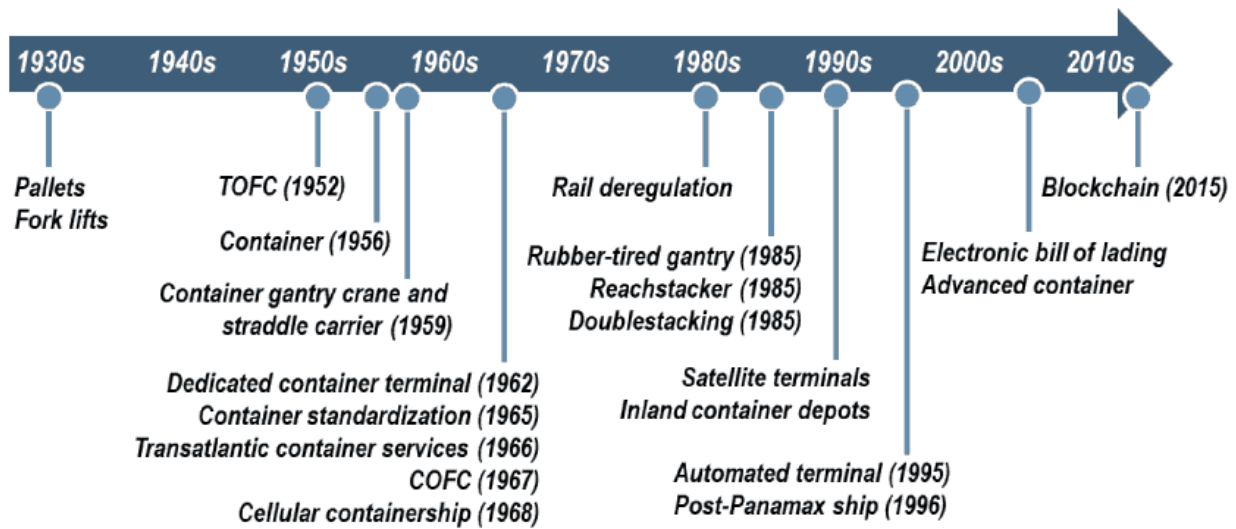 1930s 1940s 1950s 1960s 1970s 1980s 1990s 2000s 2010s
Pallets
Fork lifts
TOFC (1952)
Container (1956)
Container gantry crane and
straddle carrier (1959)
Dedicated container terminal (1962)
Container standardization (1965)
Transatlantic container services (1966)
COFC (1967)
Cellular containership (1968)
Rail deregulation
Rubber-tired gantry (1985)
Reachstacker (1985)
Doublestacking (1985)
Satellite terminals
Inland container depots
Automated terminal (1995)
Post-Panamax ship (1996)
Electronic bill of lading
Advanced container
Blockchain (2015)